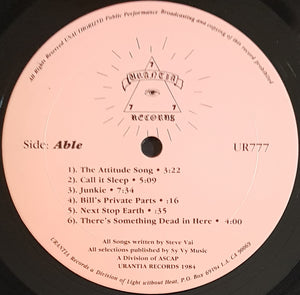 All Rights Reserved UNAUTHORIZED Public Performance Broadcasting and copying of this record prohibited
7
7 7
URANTIA
RECORDS
Side: Able
UR777
1). The Attitude Song • 3:22
2). Call it Sleep • 5:09
3). Junkie • 7:34
4). Bill's Private Parts • :16
5). Next Stop Earth • :35
6). There's Something Dead in Here • 4:00
All Songs written by Steve Vai
All selections published by Sy Vy Music
A Division of ASCAP
URANTIA RECORDS 1984
URANTIA Records a Division of Light without Heat, P.O. Box 69194 L.A. CA 90069